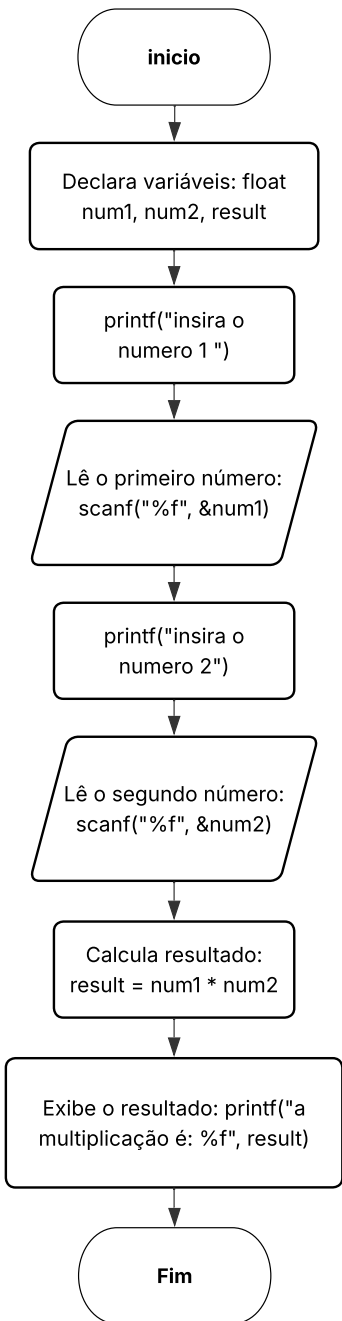 inicio
Declara variáveis: float
num1, num2, result
printf("insira o
numero 1 ")
Lê o primeiro número:
scanf("%f", &num1)
printf("insira o
numero 2")
Lê o segundo número:
scanf("%f", &num2)
Calcula resultado:
result = num1 * num2
Exibe o resultado: printf("a
multiplicação é: %f", result)
Fim